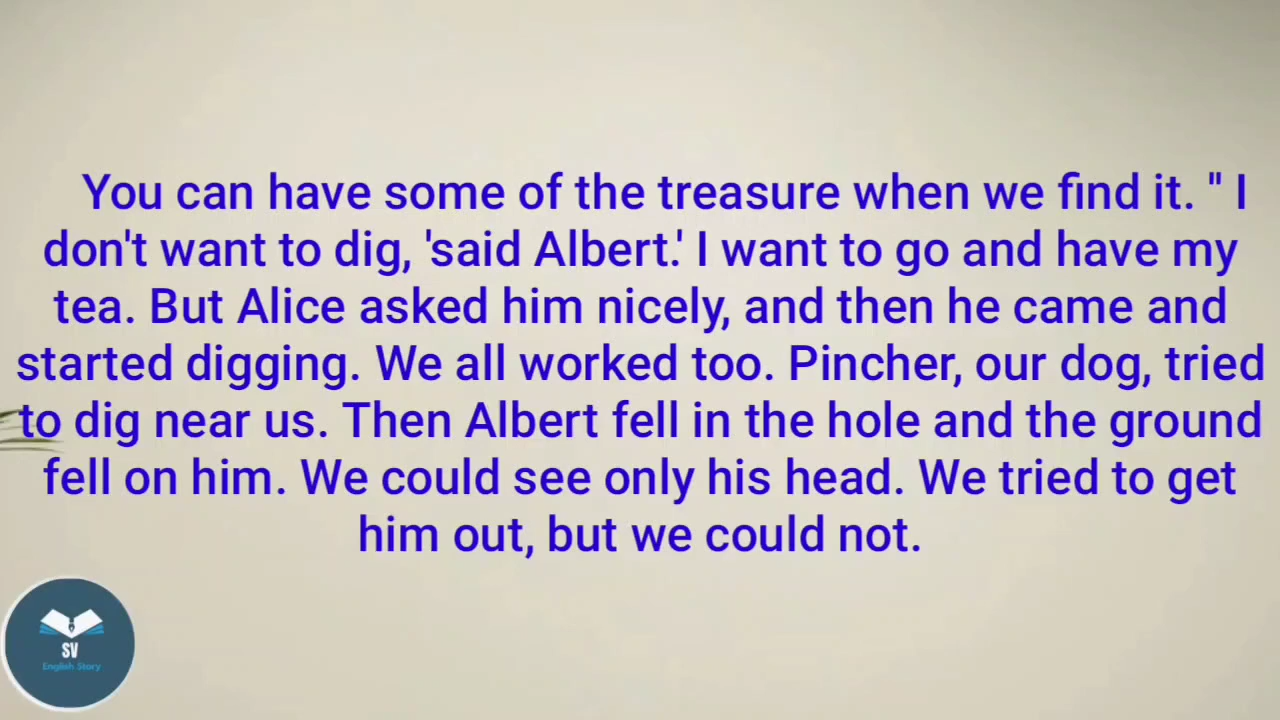 You can have some of the treasure when we find it. " I
don't want to dig, 'said Albert.' I want to go and have my
tea. But Alice asked him nicely, and then he came and
started digging. We all worked too. Pincher, our dog, tried
to dig near us. Then Albert fell in the hole and the ground
fell on him. We could see only his head. We tried to get
him out, but we could not.
SV
English Story